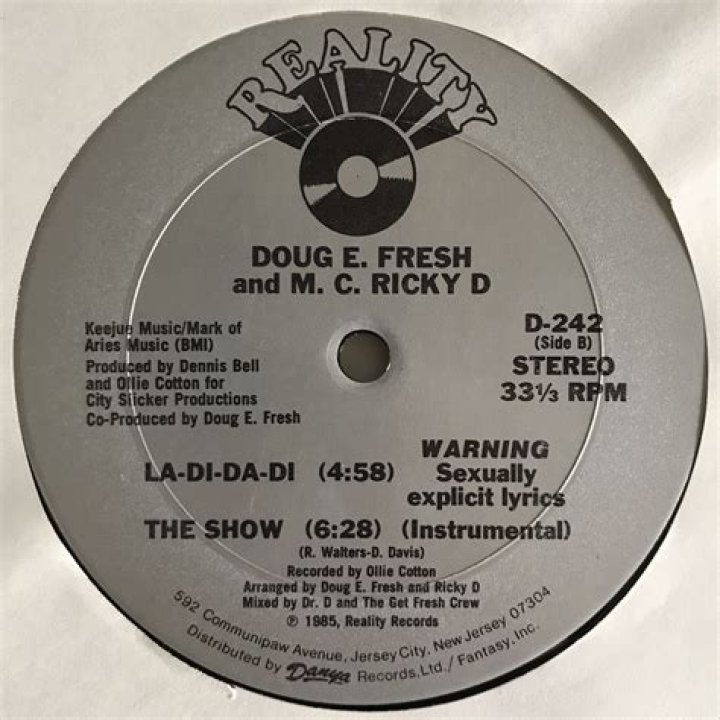 REALITY
DOUG E. FRESH
and M. C. RICKY D
Keejue Music/Mark of
Aries Music (BMI)
Produced by Dennis Bell
and Ollie Cotton for
City Slicker Productions
Co-Produced by Doug E. Fresh
D-242
(Side B)
STEREO
33⅓ RPM
LA-DI-DA-DI (4:58)
WARNING
Sexually
explicit lyrics
THE SHOW (6:28) (Instrumental)
(R. Walters-D. Davis)
Recorded by Ollie Cotton
Arranged by Doug E. Fresh and Ricky D
Mixed by Dr. D and The Get Fresh Crew
℗ 1985, Reality Records
592 Communipaw Avenue, Jersey City, New Jersey 07304
Distributed by Danya Records, Ltd./ Fantasy, Inc.